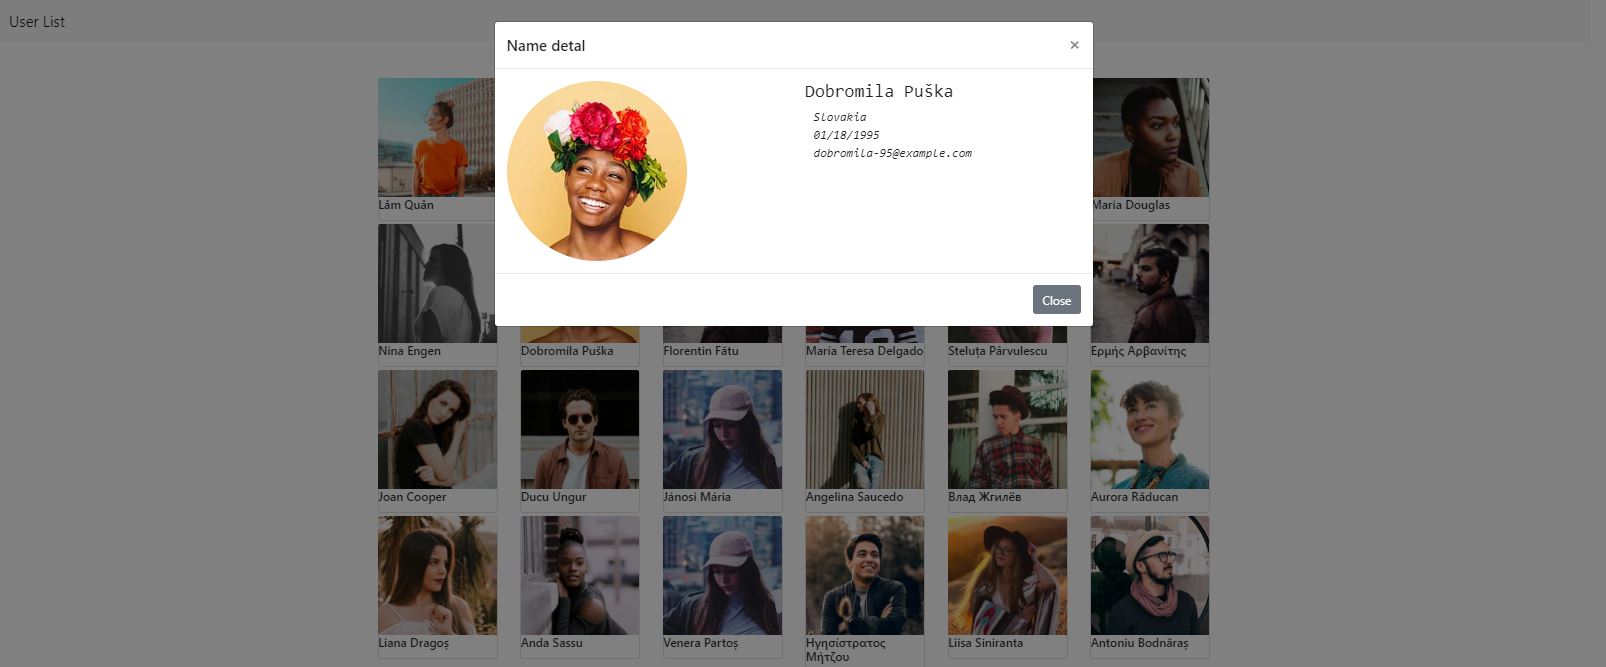 User List
Name detal
×
Dobromila Puška
Slovakia
01/18/1995
dobromila-95@example.com
Close
Lâm Quân
Maria Douglas
Nina Engen
Dobromila Puška
Florentin Fătu
María Teresa Delgado
Steluța Pârvulescu
Ερμής Αρβανίτης
Joan Cooper
Ducu Ungur
Jánosi Mária
Angelina Saucedo
Влад Жгилёв
Aurora Răducan
Liana Dragoș
Anda Sassu
Venera Partoș
Ηγησίστρατος
Μήτζου
Liisa Siniranta
Antoniu Bodnăraș